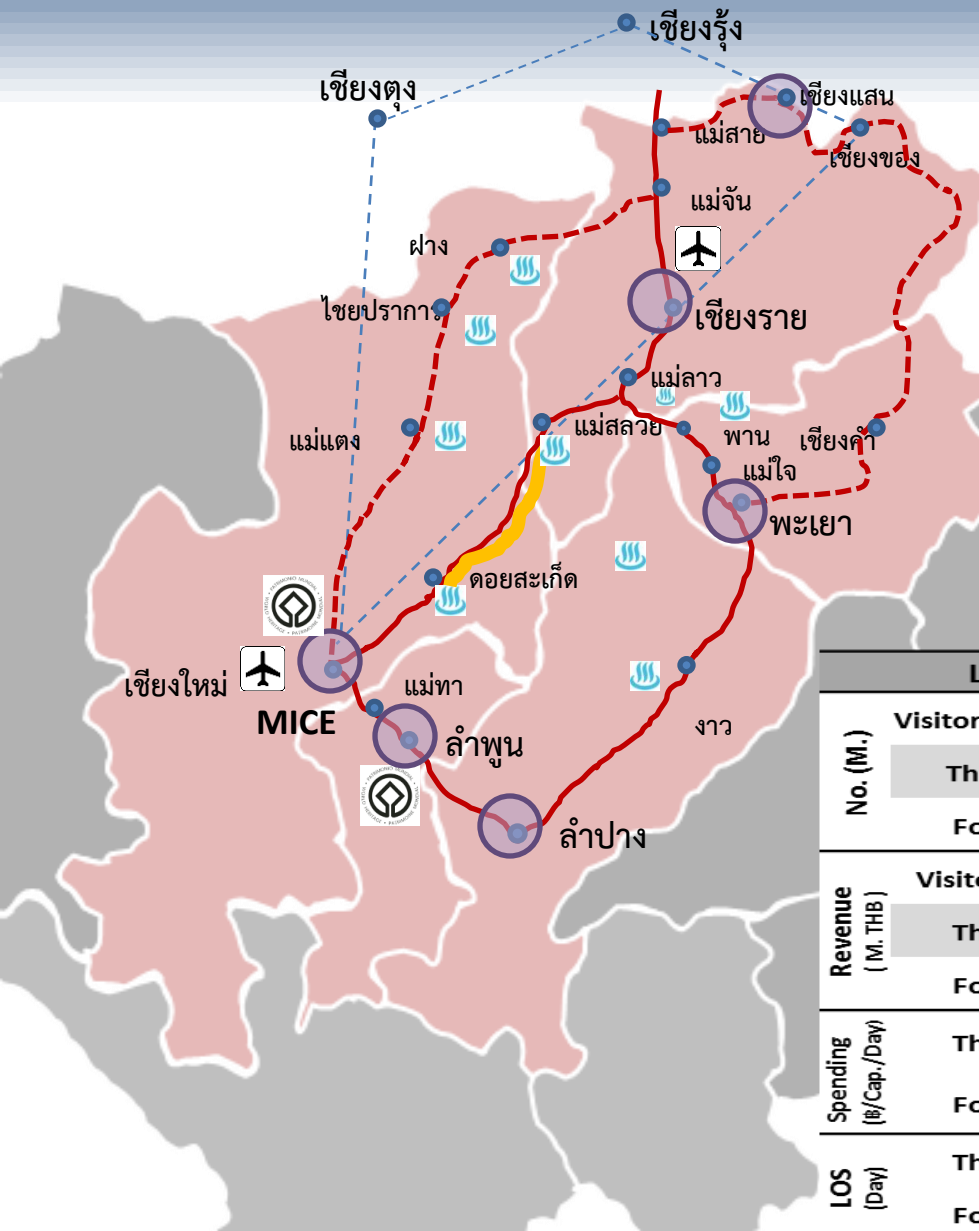 เชียงรุ้ง
เชียงตุง
เชียงแสน
แม่สาย
เชียงของ
แม่จัน
ฝาง
ไชยปราการ
เชียงราย
แม่ลาว
แม่สลวย
พาน
เชียงคำ
แม่แตง
แม่ใจ
พะเยา
ดอยสะเก็ด
เชียงใหม่
แม่ทา
MICE
ลำพูน
งาว
ลำปาง
L
No. (M.)
Visitor
Th
Fo
Revenue
(M. THB)
Visito
Th
Fo
Spending
(฿/Cap./Day)
Th
Fo
LOS
(Day)
Th
Fo